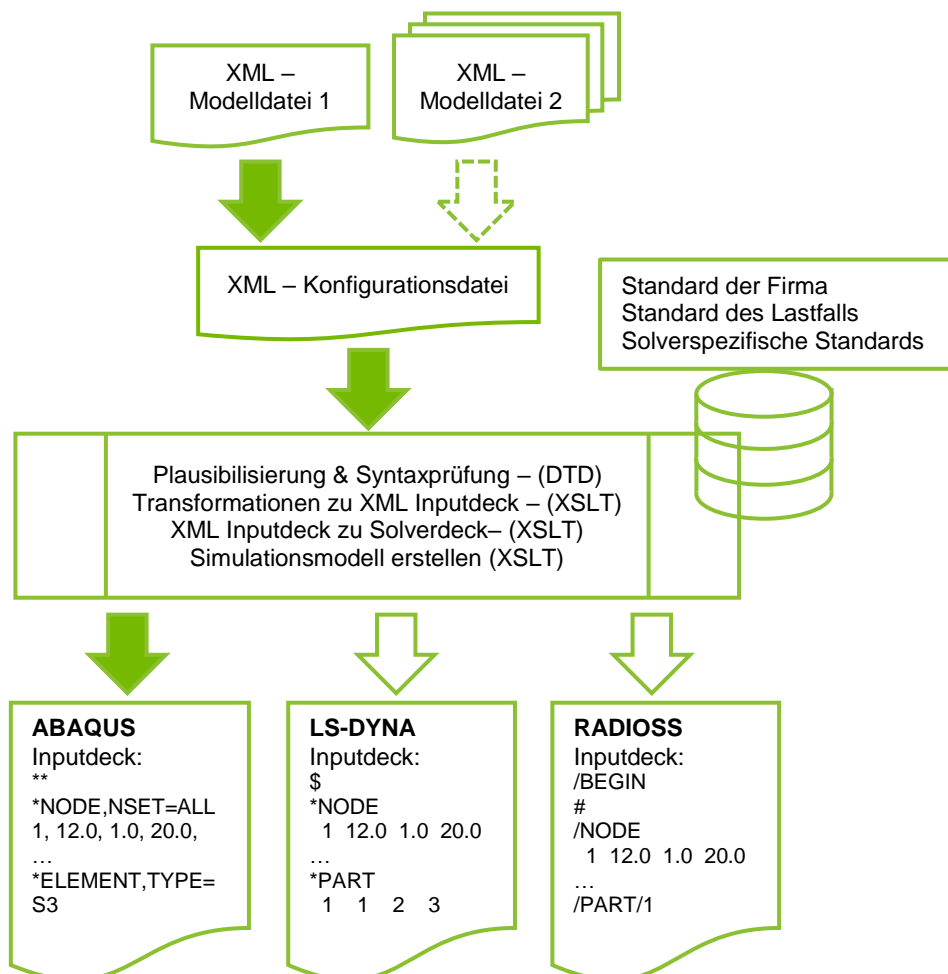 XML –
Modelldatei 1
XML –
Modelldatei 2
XML – Konfigurationsdatei
Standard der Firma
Standard des Lastfalls
Solverspezifische Standards
Plausibilisierung & Syntaxprüfung – (DTD)
Transformationen zu XML Inputdeck – (XSLT)
XML Inputdeck zu Solverdeck– (XSLT)
Simulationsmodell erstellen (XSLT)
ABAQUS
Inputdeck:
**
*NODE,NSET=ALL
1, 12.0, 1.0, 20.0,
…
*ELEMENT,TYPE=
S3
LS-DYNA
Inputdeck:
$
*NODE
1 12.0 1.0 20.0
…
*PART
1 1 2 3
RADIOSS
Inputdeck:
/BEGIN
#
/NODE
1 12.0 1.0 20.0
…
/PART/1